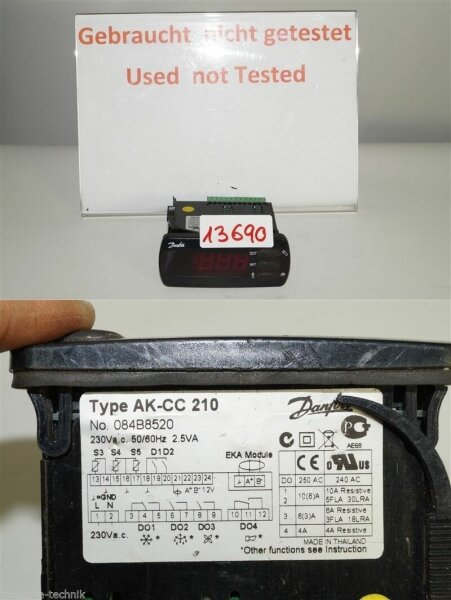 Gebraucht nicht getestet
Used not Tested
13690
Danfoss
Type AK-CC 210
No. 084B8520
230Va.c. 50/60Hz 2.5VA
S3 S4 S5 D1D2
EKA Module
13 14 15 16 17 18 19 20 21 22 23 24
A+ B- 12V
A+ B-
GND
L N
1 2 4 5 6 7 8 9 10 11 12
230Va.c.
DO1 DO2 DO3 DO4
*Other functions see Instruction
AE68
DO 250 AC 240 AC
1 10(6)A 10A Resistive
5FLA 30LRA
3 6(3)A 6A Resistive
3FLA 18LRA
4 4A 4A Resistive
MADE IN THAILAND